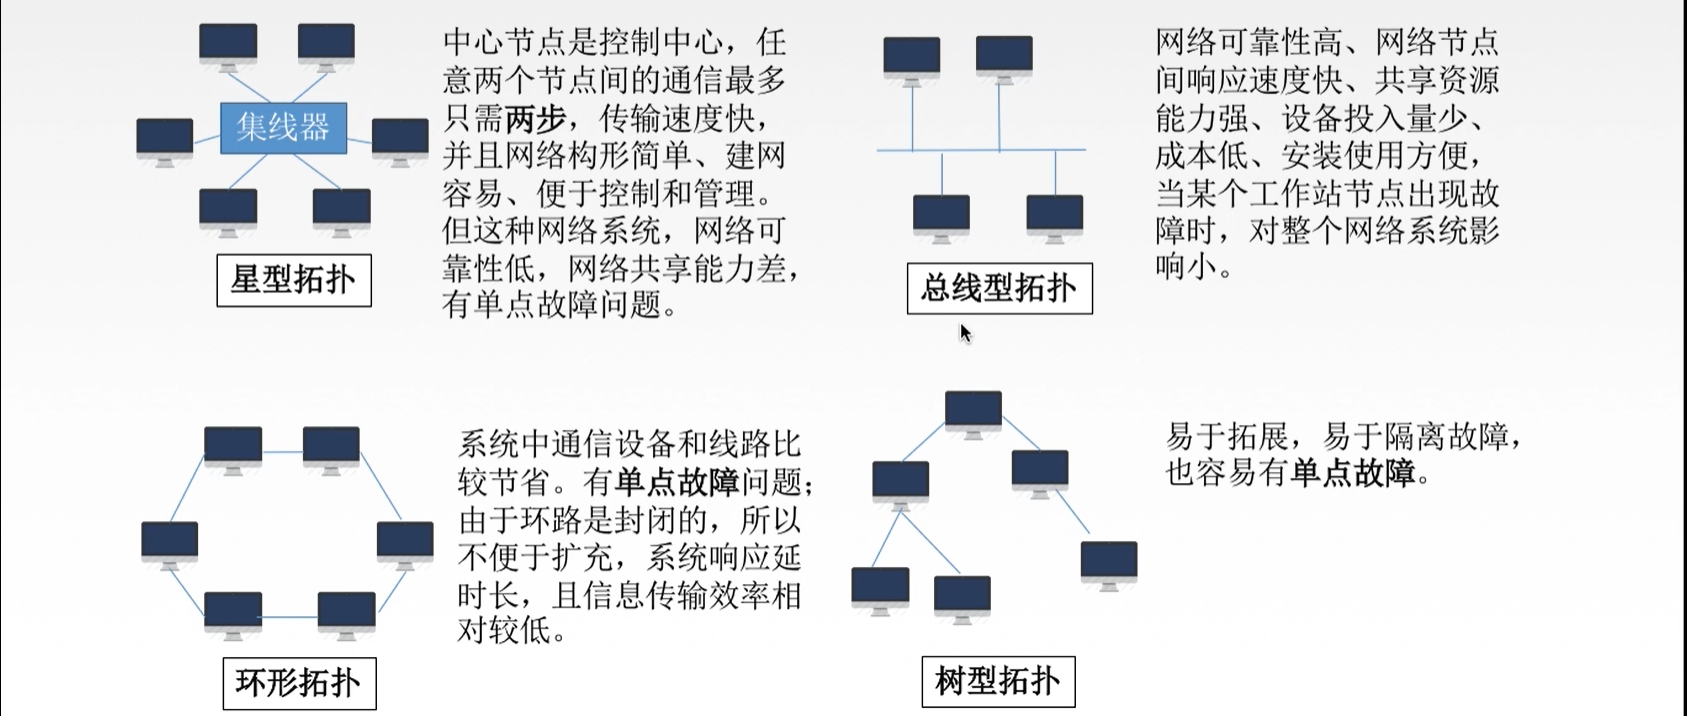 集线器
星型拓扑
中心节点是控制中心，任
意两个节点间的通信最多
只需两步，传输速度快，
并且网络构形简单、建网
容易、便于控制和管理。
但这种网络系统，网络可
靠性低，网络共享能力差，
有单点故障问题。
总线型拓扑
网络可靠性高、网络节点
间响应速度快、共享资源
能力强、设备投入量少、
成本低、安装使用方便，
当某个工作站节点出现故
障时，对整个网络系统影
响小。
环形拓扑
系统中通信设备和线路比
较节省。有单点故障问题；
由于环路是封闭的，所以
不便于扩充，系统响应延
时长，且信息传输效率相
对较低。
树型拓扑
易于拓展，易于隔离故障，
也容易有单点故障。